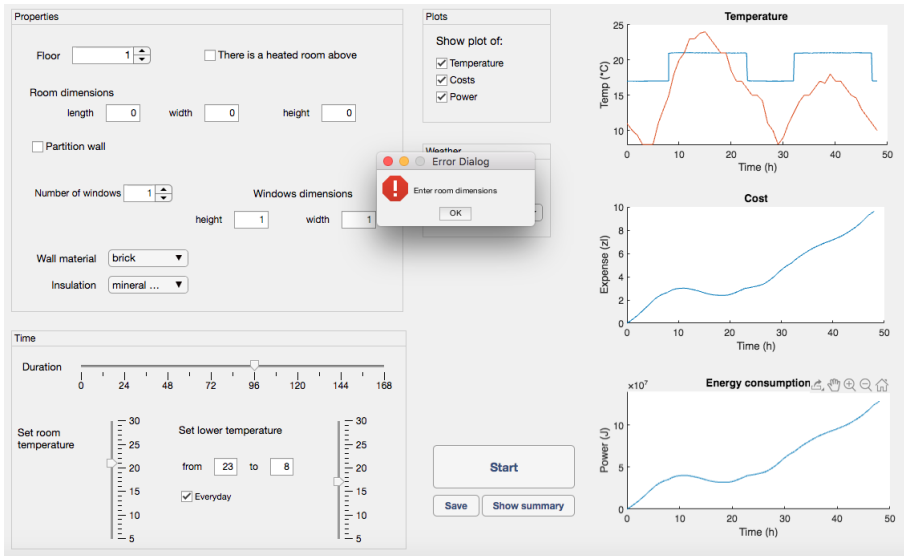 Properties
Floor 1
There is a heated room above
Room dimensions
length 0 width 0 height 0
Partition wall
Number of windows 1
Windows dimensions
height 1 width 1
Wall material brick
Insulation mineral ...
Time
Duration
0 24 48 72 96 120 144 168
Set room temperature
30
25
20
15
10
5
Set lower temperature
from 23 to 8
Everyday
30
25
20
15
10
5
Plots
Show plot of:
Temperature
Costs
Power
Weather
Error Dialog
Enter room dimensions
OK
Start
Save
Show summary
Temperature
Temp (°C)
25
20
15
10
0 10 20 30 40 50
Time (h)
Cost
Expense (zl)
10
8
6
4
2
0
0 10 20 30 40 50
Time (h)
Energy consumption
×10⁷
Power (J)
10
5
0
0 10 20 30 40 50
Time (h)